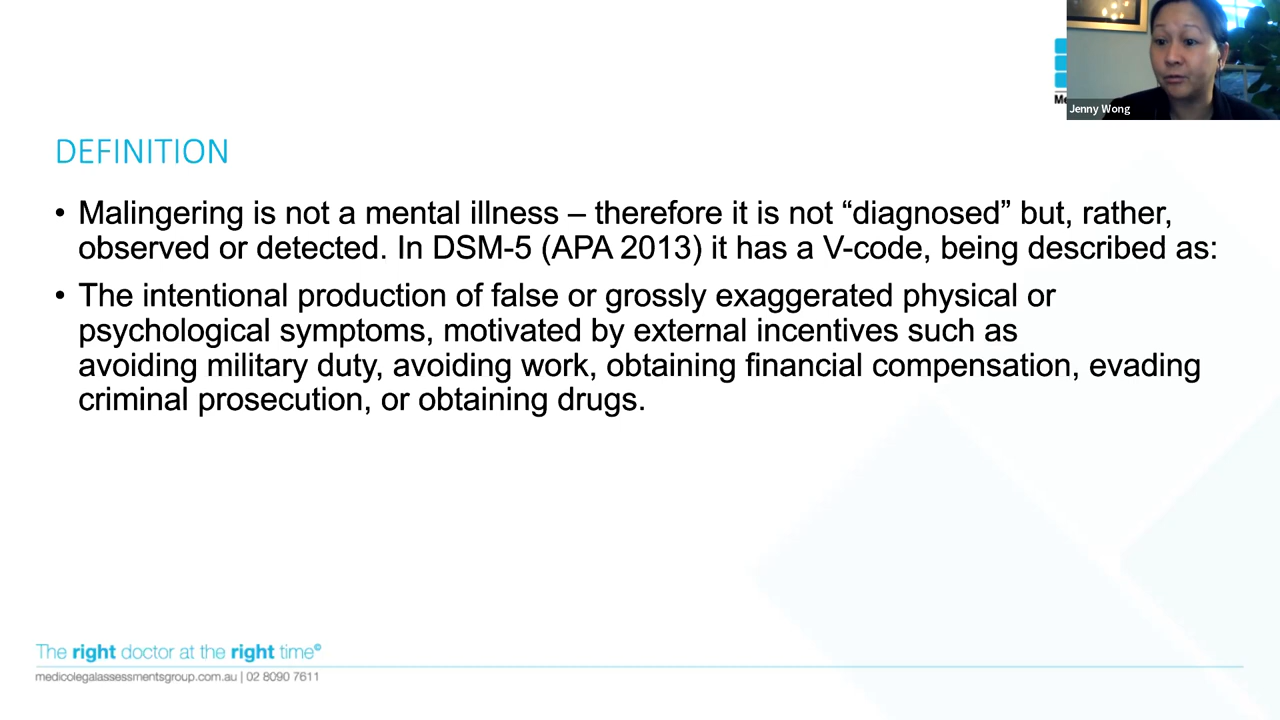 Me
Jenny Wong
DEFINITION
• Malingering is not a mental illness – therefore it is not “diagnosed” but, rather,
observed or detected. In DSM-5 (APA 2013) it has a V-code, being described as:
• The intentional production of false or grossly exaggerated physical or
psychological symptoms, motivated by external incentives such as
avoiding military duty, avoiding work, obtaining financial compensation, evading
criminal prosecution, or obtaining drugs.
The right doctor at the right time©
medicolegalassessmentsgroup.com.au | 02 8090 7611